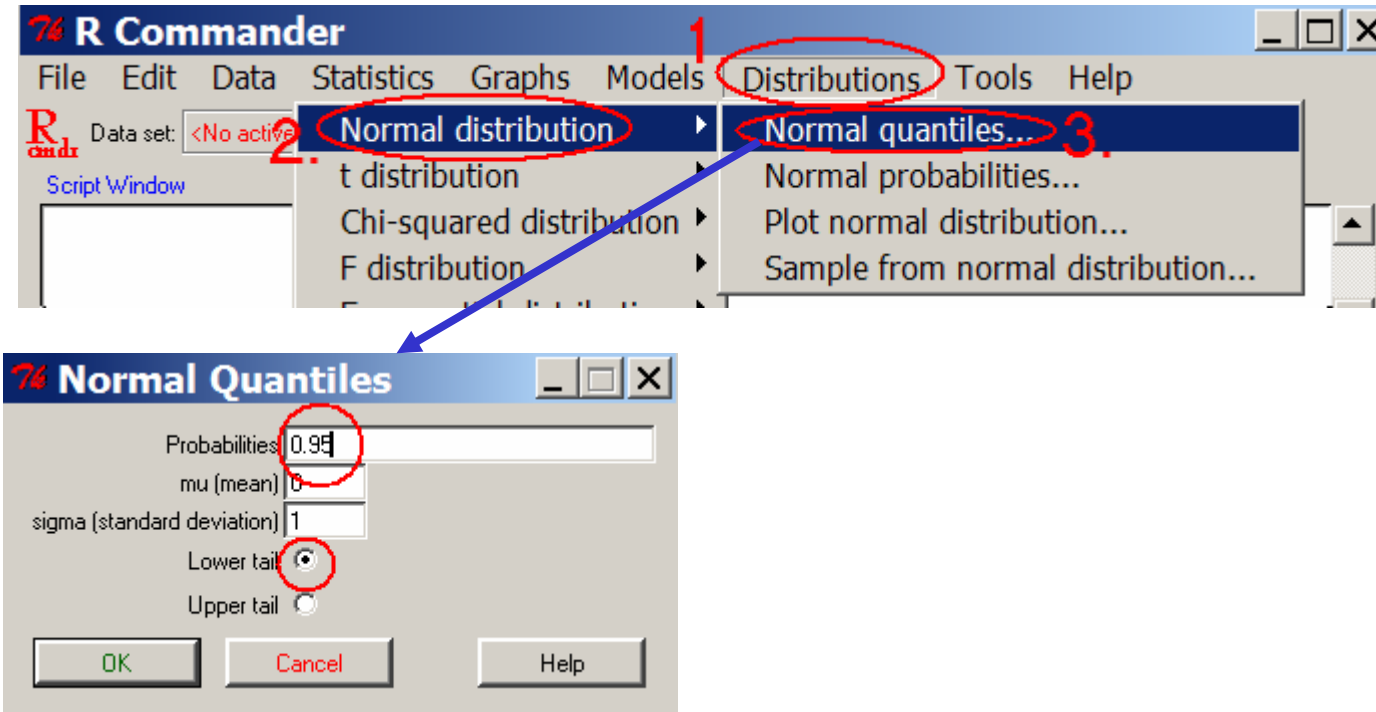 R Commander
1
File Edit Data Statistics Graphs Models Distributions Tools Help
R cmdr Data set: <No active
2. Normal distribution
Normal quantiles... 3.
Script Window
t distribution
Normal probabilities...
Chi-squared distribution
Plot normal distribution...
F distribution
Sample from normal distribution...
Normal Quantiles
Probabilities 0.95
mu (mean) 0
sigma (standard deviation) 1
Lower tail
Upper tail
OK Cancel Help